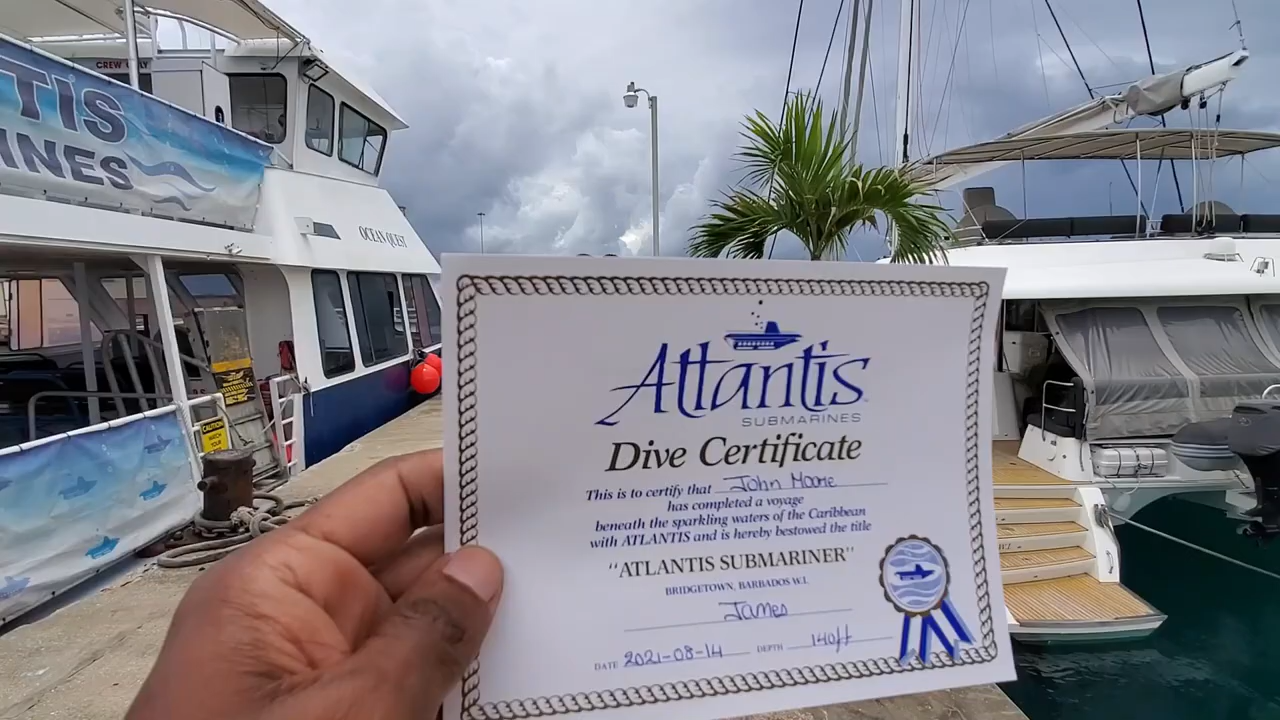 CREW ONLY
TIS
INES
OCEAN QUEST
CAUTION
WATCH
YOUR
Atlantis
SUBMARINES
Dive Certificate
This is to certify that John Moore
has completed a voyage
beneath the sparkling waters of the Caribbean
with ATLANTIS and is hereby bestowed the title
"ATLANTIS SUBMARINER"
BRIDGETOWN, BARBADOS W.I.
James
DATE 2021-08-14 DEPTH 140ft